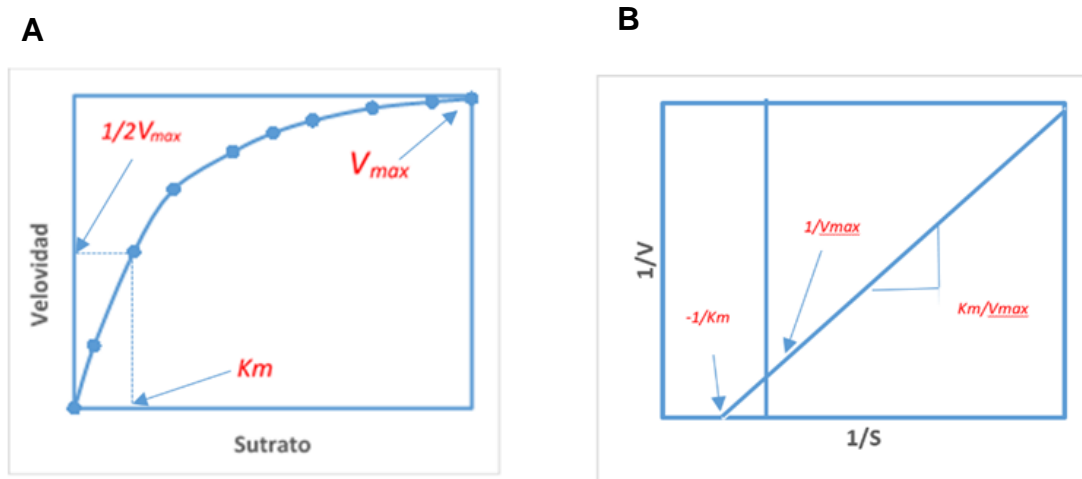 A
1/2Vmax
Vmax
Velovidad
Km
Sutrato
B
1/V
1/Vmax
-1/Km
Km/Vmax
1/S